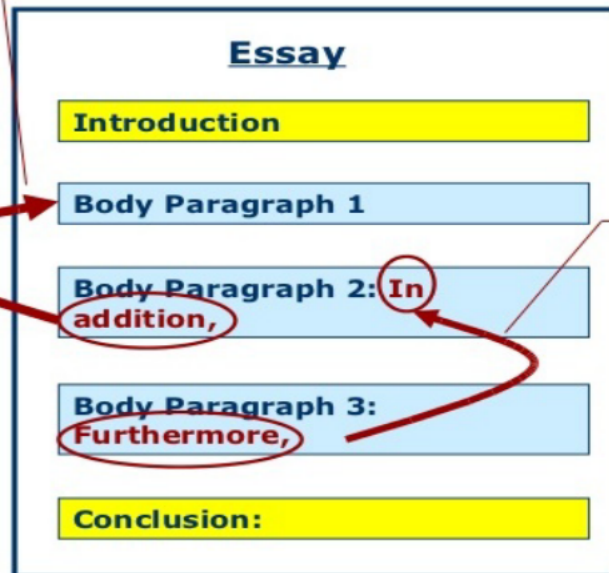 Essay
Introduction
Body Paragraph 1
Body Paragraph 2: In
addition,
Body Paragraph 3:
Furthermore,
Conclusion: